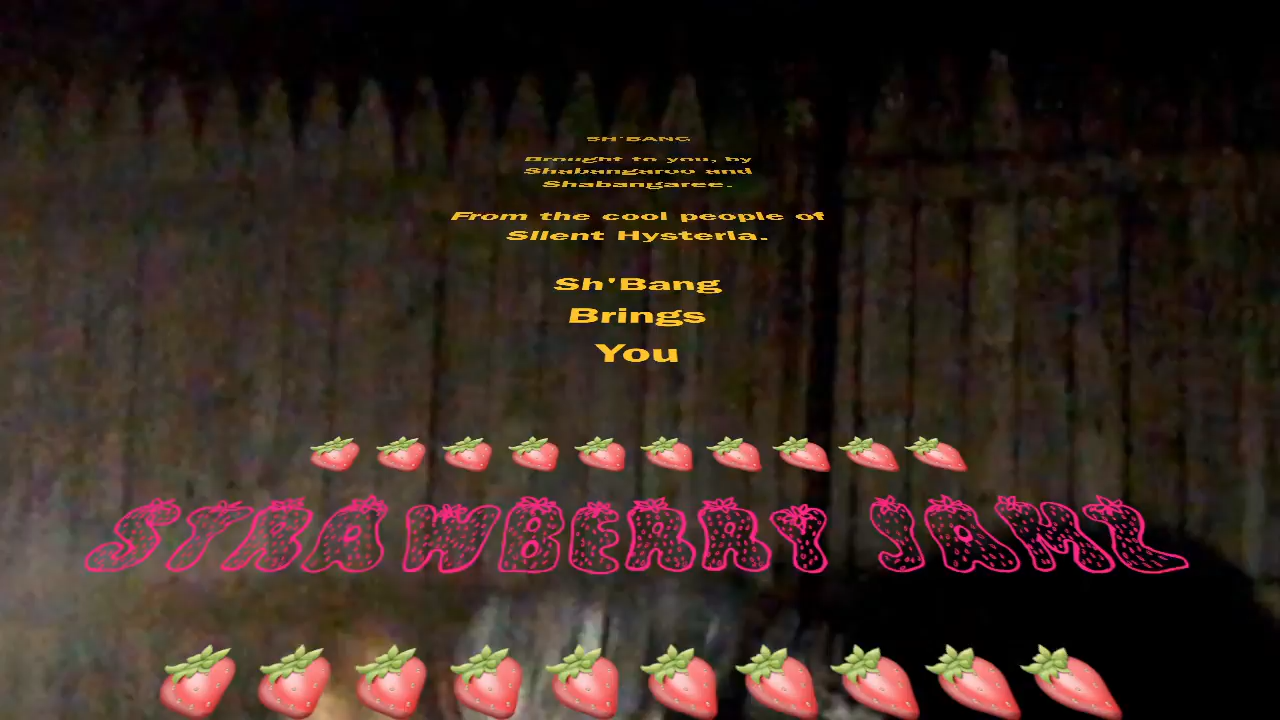 SH'BANG
Brought to you, by
Shabangaroo and
Shabangaree.
From the cool people of
Silent Hysteria.
Sh'Bang
Brings
You
STRAWBERRY JAMZ